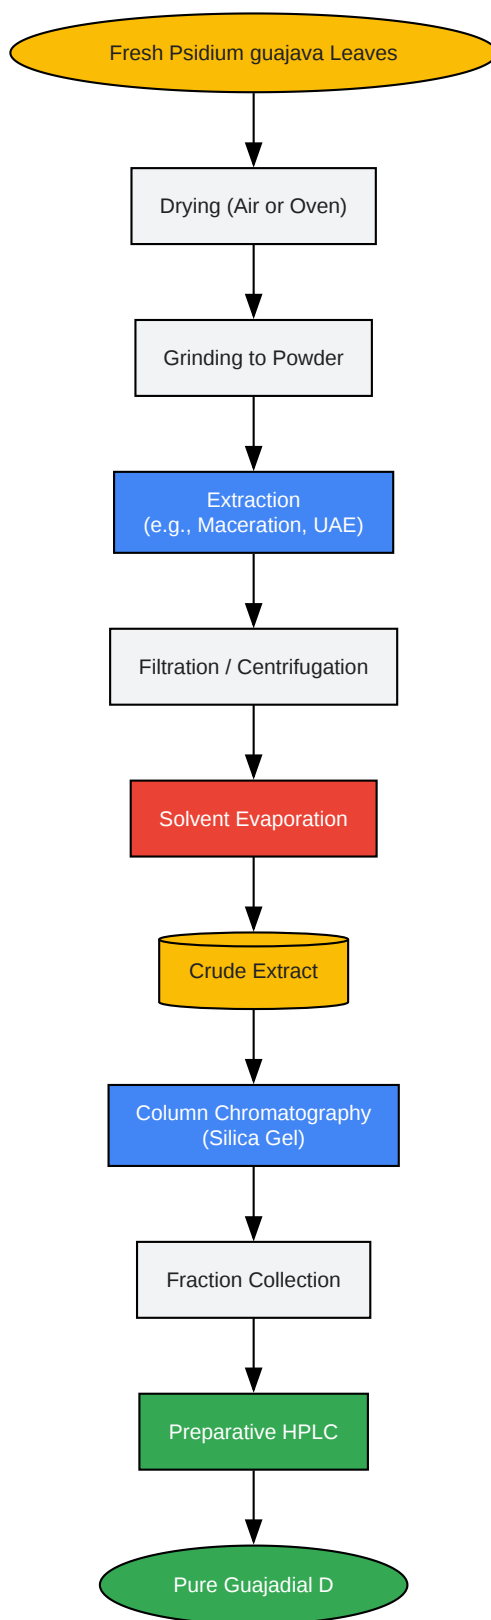 Fresh Psidium guajava Leaves
Drying (Air or Oven)
Grinding to Powder
Extraction
(e.g., Maceration, UAE)
Filtration / Centrifugation
Solvent Evaporation
Crude Extract
Column Chromatography
(Silica Gel)
Fraction Collection
Preparative HPLC
Pure Guajadial D